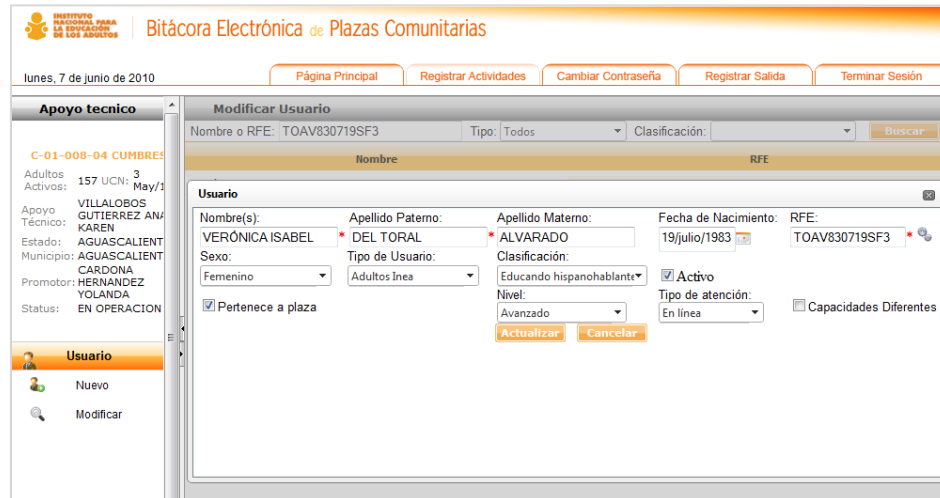 INSTITUTO
NACIONAL PARA
LA EDUCACIÓN
DE LOS ADULTOS
Bitácora Electrónica de Plazas Comunitarias
lunes, 7 de junio de 2010
Página Principal
Registrar Actividades
Cambiar Contraseña
Registrar Salida
Terminar Sesión
Apoyo tecnico
C-01-008-04 CUMBRES
Adultos Activos: 157 UCN: 3 May/1
Apoyo Técnico: VILLALOBOS GUTIERREZ ANA KAREN
Estado: AGUASCALIENT
Municipio: AGUASCALIENT
Promotor: CARDONA HERNANDEZ YOLANDA
Status: EN OPERACION
Usuario
Nuevo
Modificar
Modificar Usuario
Nombre o RFE: TOAV830719SF3 Tipo: Todos Clasificación: Buscar
Nombre RFE
Usuario
Nombre(s): Apellido Paterno: Apellido Materno: Fecha de Nacimiento: RFE:
VERÓNICA ISABEL * DEL TORAL * ALVARADO 19/julio/1983 TOAV830719SF3 *
Sexo: Tipo de Usuario: Clasificación:
Femenino Adultos Inea Educando hispanohablante Activo
Nivel: Tipo de atención:
Pertenece a plaza Avanzado En línea Capacidades Diferentes
Actualizar Cancelar